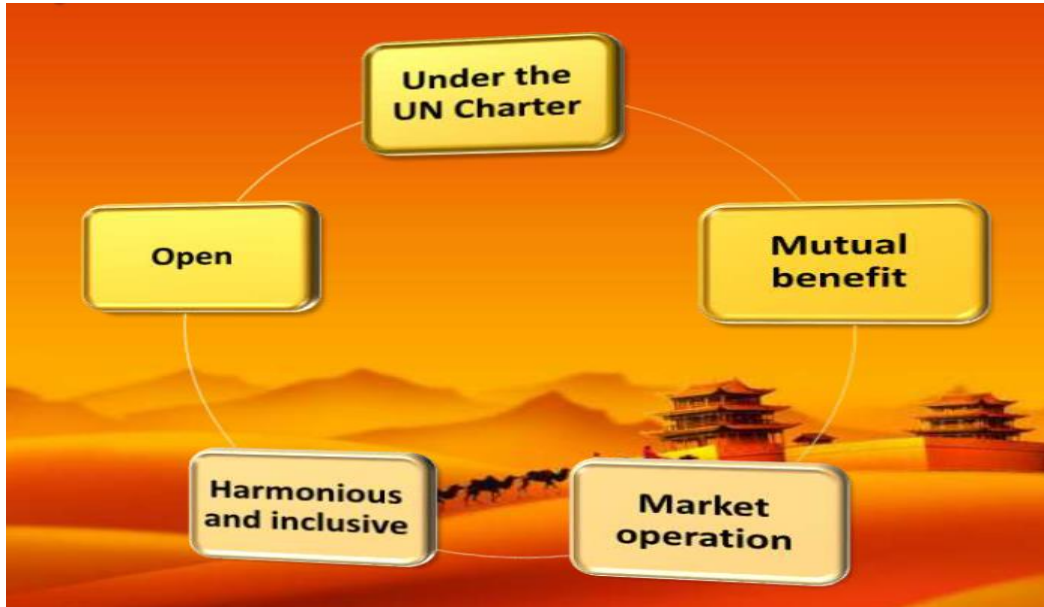 Under the
UN Charter
Open
Mutual
benefit
Harmonious
and inclusive
Market
operation